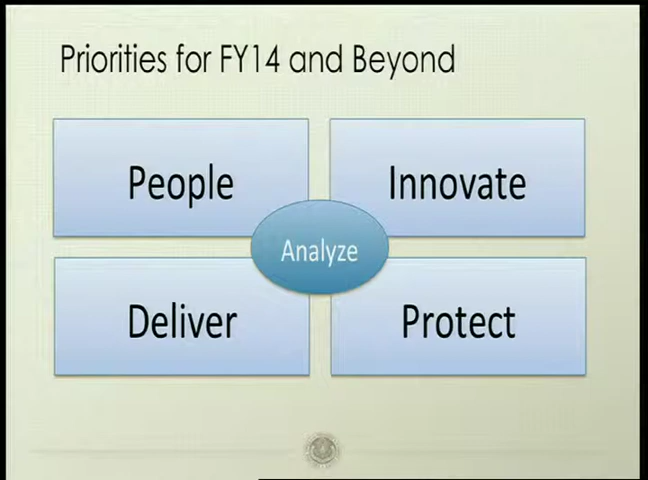 Priorities for FY14 and Beyond
People
Innovate
Analyze
Deliver
Protect